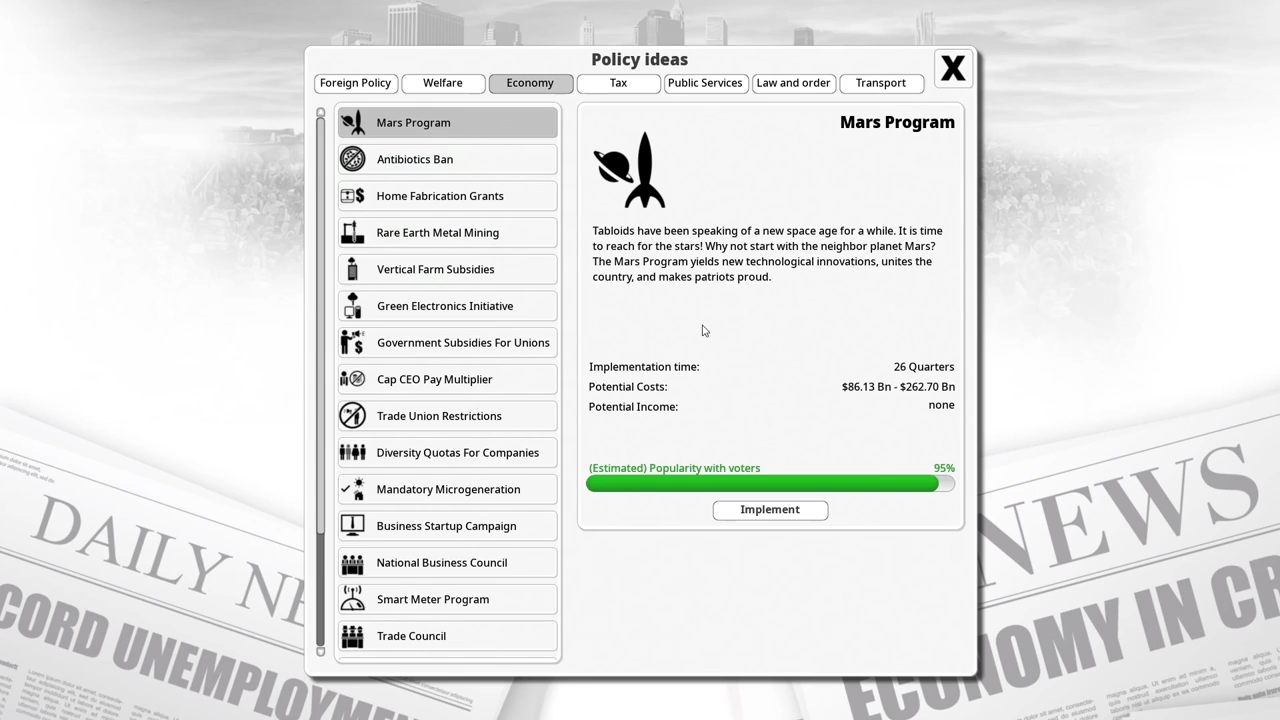 Policy ideas
X
Foreign Policy
Welfare
Economy
Tax
Public Services
Law and order
Transport
Mars Program
Antibiotics Ban
Home Fabrication Grants
Rare Earth Metal Mining
Vertical Farm Subsidies
Green Electronics Initiative
Government Subsidies For Unions
Cap CEO Pay Multiplier
Trade Union Restrictions
Diversity Quotas For Companies
Mandatory Microgeneration
Business Startup Campaign
National Business Council
Smart Meter Program
Trade Council
Mars Program
Tabloids have been speaking of a new space age for a while. It is time
to reach for the stars! Why not start with the neighbor planet Mars?
The Mars Program yields new technological innovations, unites the
country, and makes patriots proud.
Implementation time: 26 Quarters
Potential Costs: $86.13 Bn - $262.70 Bn
Potential Income: none
(Estimated) Popularity with voters 95%
Implement
DAILY NE
CORD UNEMPLOYM
NEWS
ECONOMY IN CR